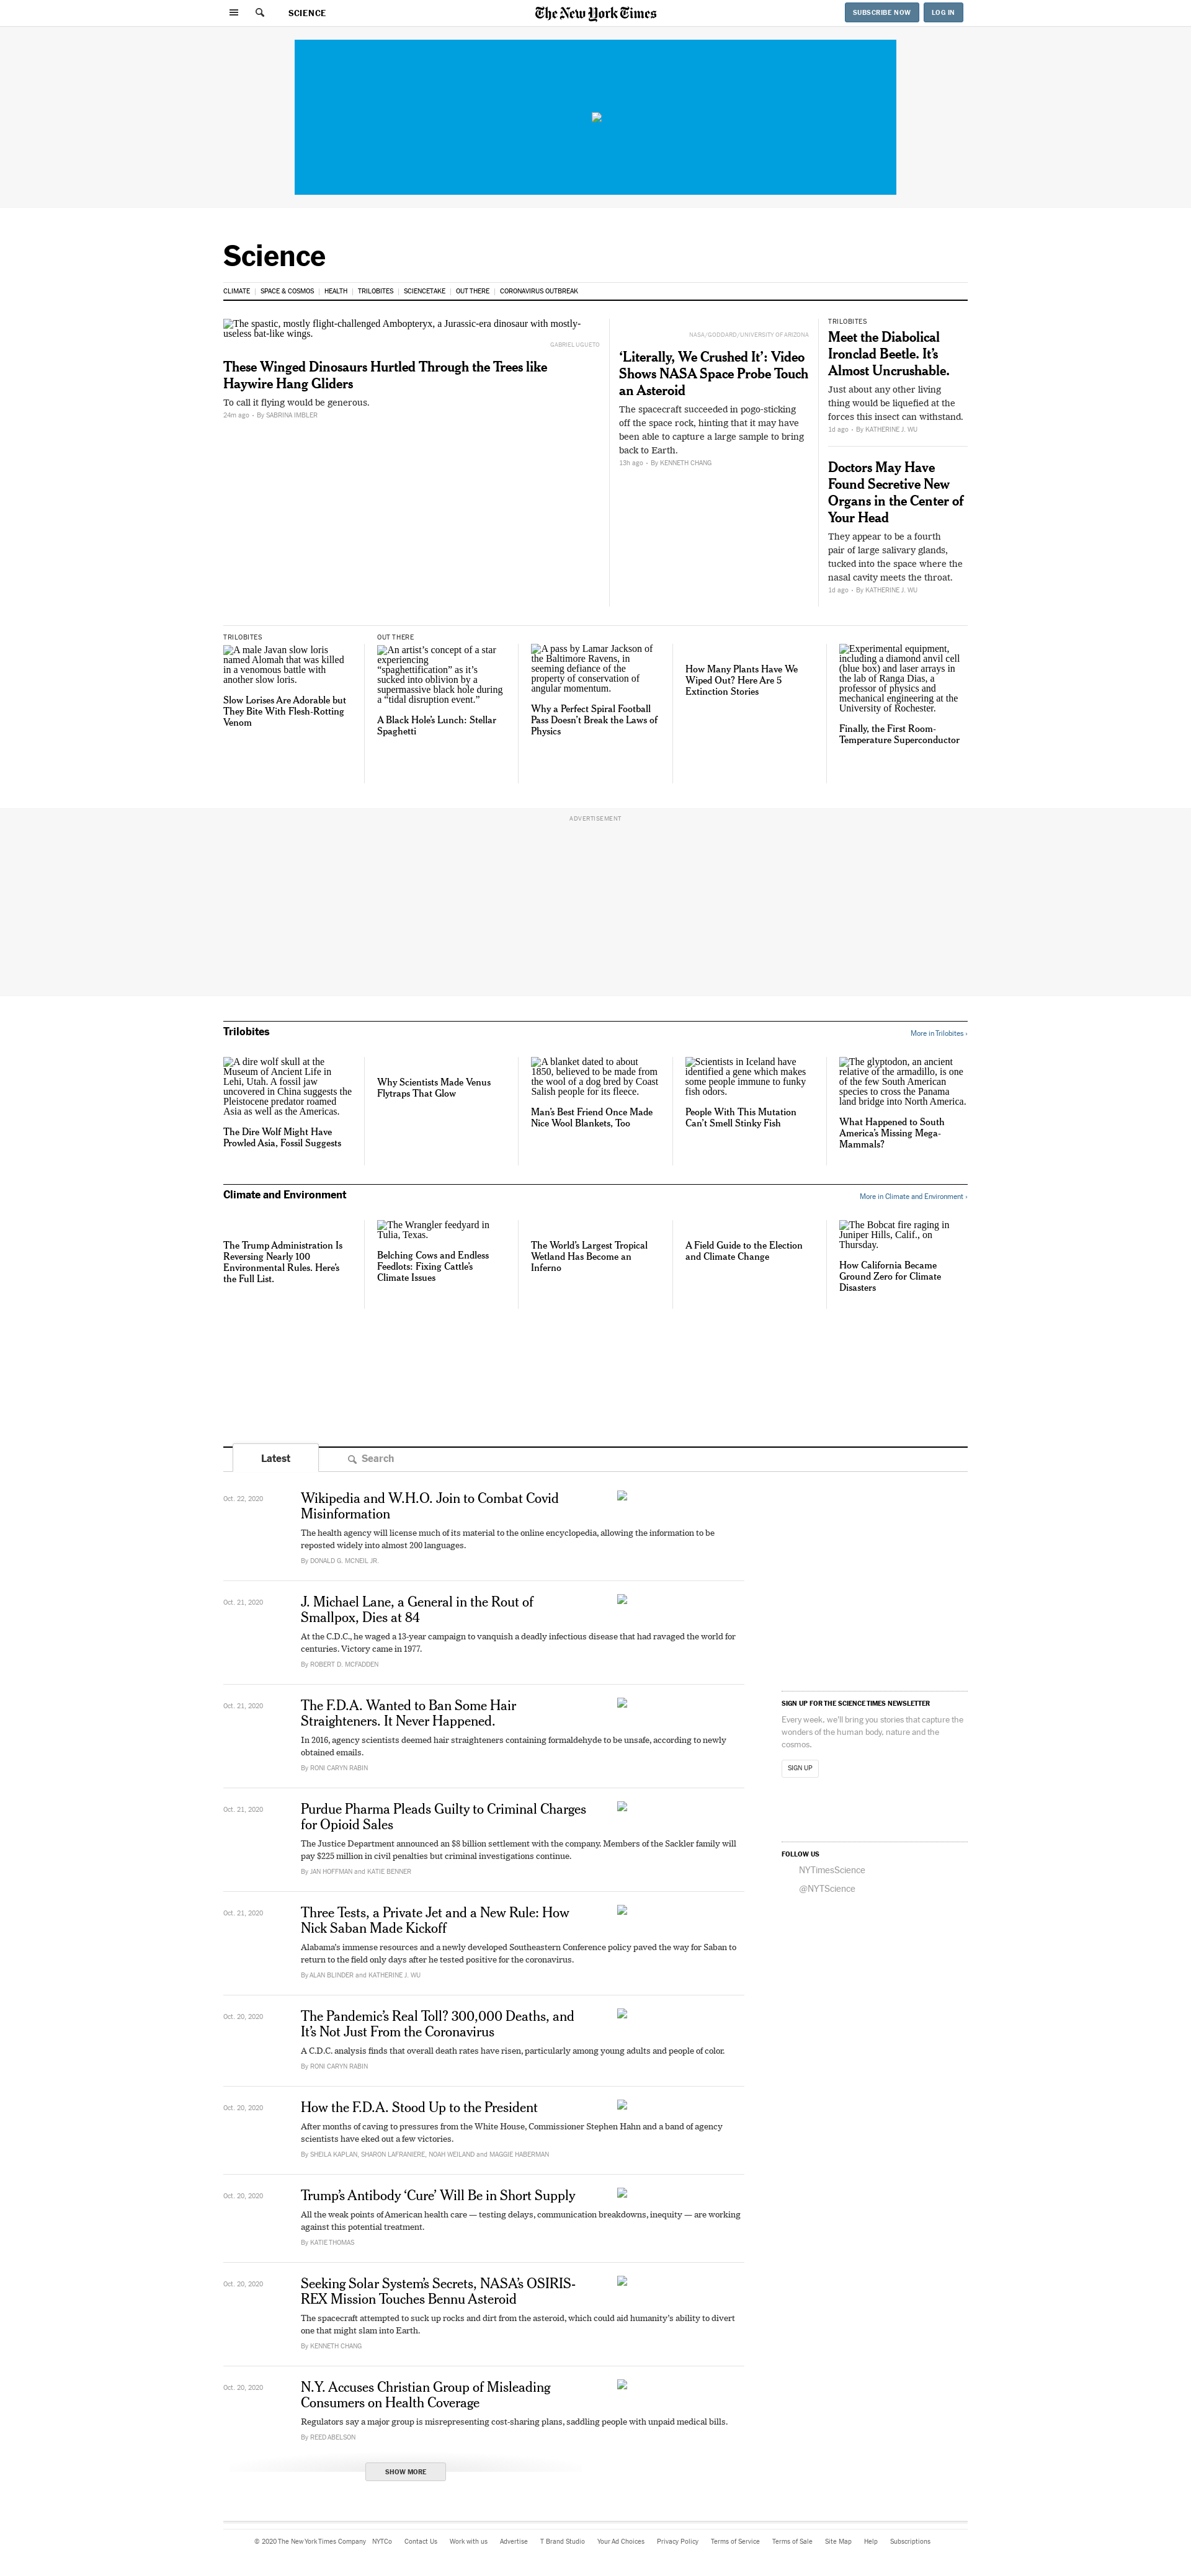 SCIENCE
The New York Times
SUBSCRIBE NOW
LOG IN
Science
CLIMATE
SPACE & COSMOS
HEALTH
TRILOBITES
SCIENCETAKE
OUT THERE
CORONAVIRUS OUTBREAK
The spastic, mostly flight-challenged Ambopteryx, a Jurassic-era dinosaur with mostly-
useless bat-like wings.
GABRIEL UGUETO
These Winged Dinosaurs Hurtled Through the Trees like
Haywire Hang Gliders
To call it flying would be generous.
24m ago - By SABRINA IMBLER
NASA/GODDARD/UNIVERSITY OF ARIZONA
‘Literally, We Crushed It’: Video
Shows NASA Space Probe Touch
an Asteroid
The spacecraft succeeded in pogo-sticking
off the space rock, hinting that it may have
been able to capture a large sample to bring
back to Earth.
13h ago - By KENNETH CHANG
TRILOBITES
Meet the Diabolical
Ironclad Beetle. It’s
Almost Uncrushable.
Just about any other living
thing would be liquefied at the
forces this insect can withstand.
1d ago - By KATHERINE J. WU
Doctors May Have
Found Secretive New
Organs in the Center of
Your Head
They appear to be a fourth
pair of large salivary glands,
tucked into the space where the
nasal cavity meets the throat.
1d ago - By KATHERINE J. WU
TRILOBITES
A male Javan slow loris
named Alomah that was killed
in a venomous battle with
another slow loris.
Slow Lorises Are Adorable but
They Bite With Flesh-Rotting
Venom
OUT THERE
An artist’s concept of a star
experiencing
“spaghettification” as it’s
sucked into oblivion by a
supermassive black hole during
a “tidal disruption event.”
A Black Hole’s Lunch: Stellar
Spaghetti
A pass by Lamar Jackson of
the Baltimore Ravens, in
seeming defiance of the
property of conservation of
angular momentum.
Why a Perfect Spiral Football
Pass Doesn’t Break the Laws of
Physics
How Many Plants Have We
Wiped Out? Here Are 5
Extinction Stories
Experimental equipment,
including a diamond anvil cell
(blue box) and laser arrays in
the lab of Ranga Dias, a
professor of physics and
mechanical engineering at the
University of Rochester.
Finally, the First Room-
Temperature Superconductor
ADVERTISEMENT
Trilobites
More in Trilobites ›
A dire wolf skull at the
Museum of Ancient Life in
Lehi, Utah. A fossil jaw
uncovered in China suggests the
Pleistocene predator roamed
Asia as well as the Americas.
The Dire Wolf Might Have
Prowled Asia, Fossil Suggests
Why Scientists Made Venus
Flytraps That Glow
A blanket dated to about
1850, believed to be made from
the wool of a dog bred by Coast
Salish people for its fleece.
Man’s Best Friend Once Made
Nice Wool Blankets, Too
Scientists in Iceland have
identified a gene which makes
some people immune to funky
fish odors.
People With This Mutation
Can’t Smell Stinky Fish
The glyptodon, an ancient
relative of the armadillo, is one
of the few South American
species to cross the Panama
land bridge into North America.
What Happened to South
America’s Missing Mega-
Mammals?
Climate and Environment
More in Climate and Environment ›
The Trump Administration Is
Reversing Nearly 100
Environmental Rules. Here’s
the Full List.
The Wrangler feedyard in
Tulia, Texas.
Belching Cows and Endless
Feedlots: Fixing Cattle’s
Climate Issues
The World’s Largest Tropical
Wetland Has Become an
Inferno
A Field Guide to the Election
and Climate Change
The Bobcat fire raging in
Juniper Hills, Calif., on
Thursday.
How California Became
Ground Zero for Climate
Disasters
Latest
Search
Oct. 22, 2020
Wikipedia and W.H.O. Join to Combat Covid
Misinformation
The health agency will license much of its material to the online encyclopedia, allowing the information to be
reposted widely into almost 200 languages.
By DONALD G. MCNEIL JR.
Oct. 21, 2020
J. Michael Lane, a General in the Rout of
Smallpox, Dies at 84
At the C.D.C., he waged a 13-year campaign to vanquish a deadly infectious disease that had ravaged the world for
centuries. Victory came in 1977.
By ROBERT D. MCFADDEN
Oct. 21, 2020
The F.D.A. Wanted to Ban Some Hair
Straighteners. It Never Happened.
In 2016, agency scientists deemed hair straighteners containing formaldehyde to be unsafe, according to newly
obtained emails.
By RONI CARYN RABIN
Oct. 21, 2020
Purdue Pharma Pleads Guilty to Criminal Charges
for Opioid Sales
The Justice Department announced an $8 billion settlement with the company. Members of the Sackler family will
pay $225 million in civil penalties but criminal investigations continue.
By JAN HOFFMAN and KATIE BENNER
Oct. 21, 2020
Three Tests, a Private Jet and a New Rule: How
Nick Saban Made Kickoff
Alabama’s immense resources and a newly developed Southeastern Conference policy paved the way for Saban to
return to the field only days after he tested positive for the coronavirus.
By ALAN BLINDER and KATHERINE J. WU
Oct. 20, 2020
The Pandemic’s Real Toll? 300,000 Deaths, and
It’s Not Just From the Coronavirus
A C.D.C. analysis finds that overall death rates have risen, particularly among young adults and people of color.
By RONI CARYN RABIN
Oct. 20, 2020
How the F.D.A. Stood Up to the President
After months of caving to pressures from the White House, Commissioner Stephen Hahn and a band of agency
scientists have eked out a few victories.
By SHEILA KAPLAN, SHARON LAFRANIERE, NOAH WEILAND and MAGGIE HABERMAN
Oct. 20, 2020
Trump’s Antibody ‘Cure’ Will Be in Short Supply
All the weak points of American health care — testing delays, communication breakdowns, inequity — are working
against this potential treatment.
By KATIE THOMAS
Oct. 20, 2020
Seeking Solar System’s Secrets, NASA’s OSIRIS-
REX Mission Touches Bennu Asteroid
The spacecraft attempted to suck up rocks and dirt from the asteroid, which could aid humanity’s ability to divert
one that might slam into Earth.
By KENNETH CHANG
Oct. 20, 2020
N.Y. Accuses Christian Group of Misleading
Consumers on Health Coverage
Regulators say a major group is misrepresenting cost-sharing plans, saddling people with unpaid medical bills.
By REED ABELSON
SHOW MORE
SIGN UP FOR THE SCIENCE TIMES NEWSLETTER
Every week, we’ll bring you stories that capture the
wonders of the human body, nature and the
cosmos.
SIGN UP
FOLLOW US
NYTimesScience
@NYTScience
© 2020 The New York Times Company
NYTCo
Contact Us
Work with us
Advertise
T Brand Studio
Your Ad Choices
Privacy Policy
Terms of Service
Terms of Sale
Site Map
Help
Subscriptions